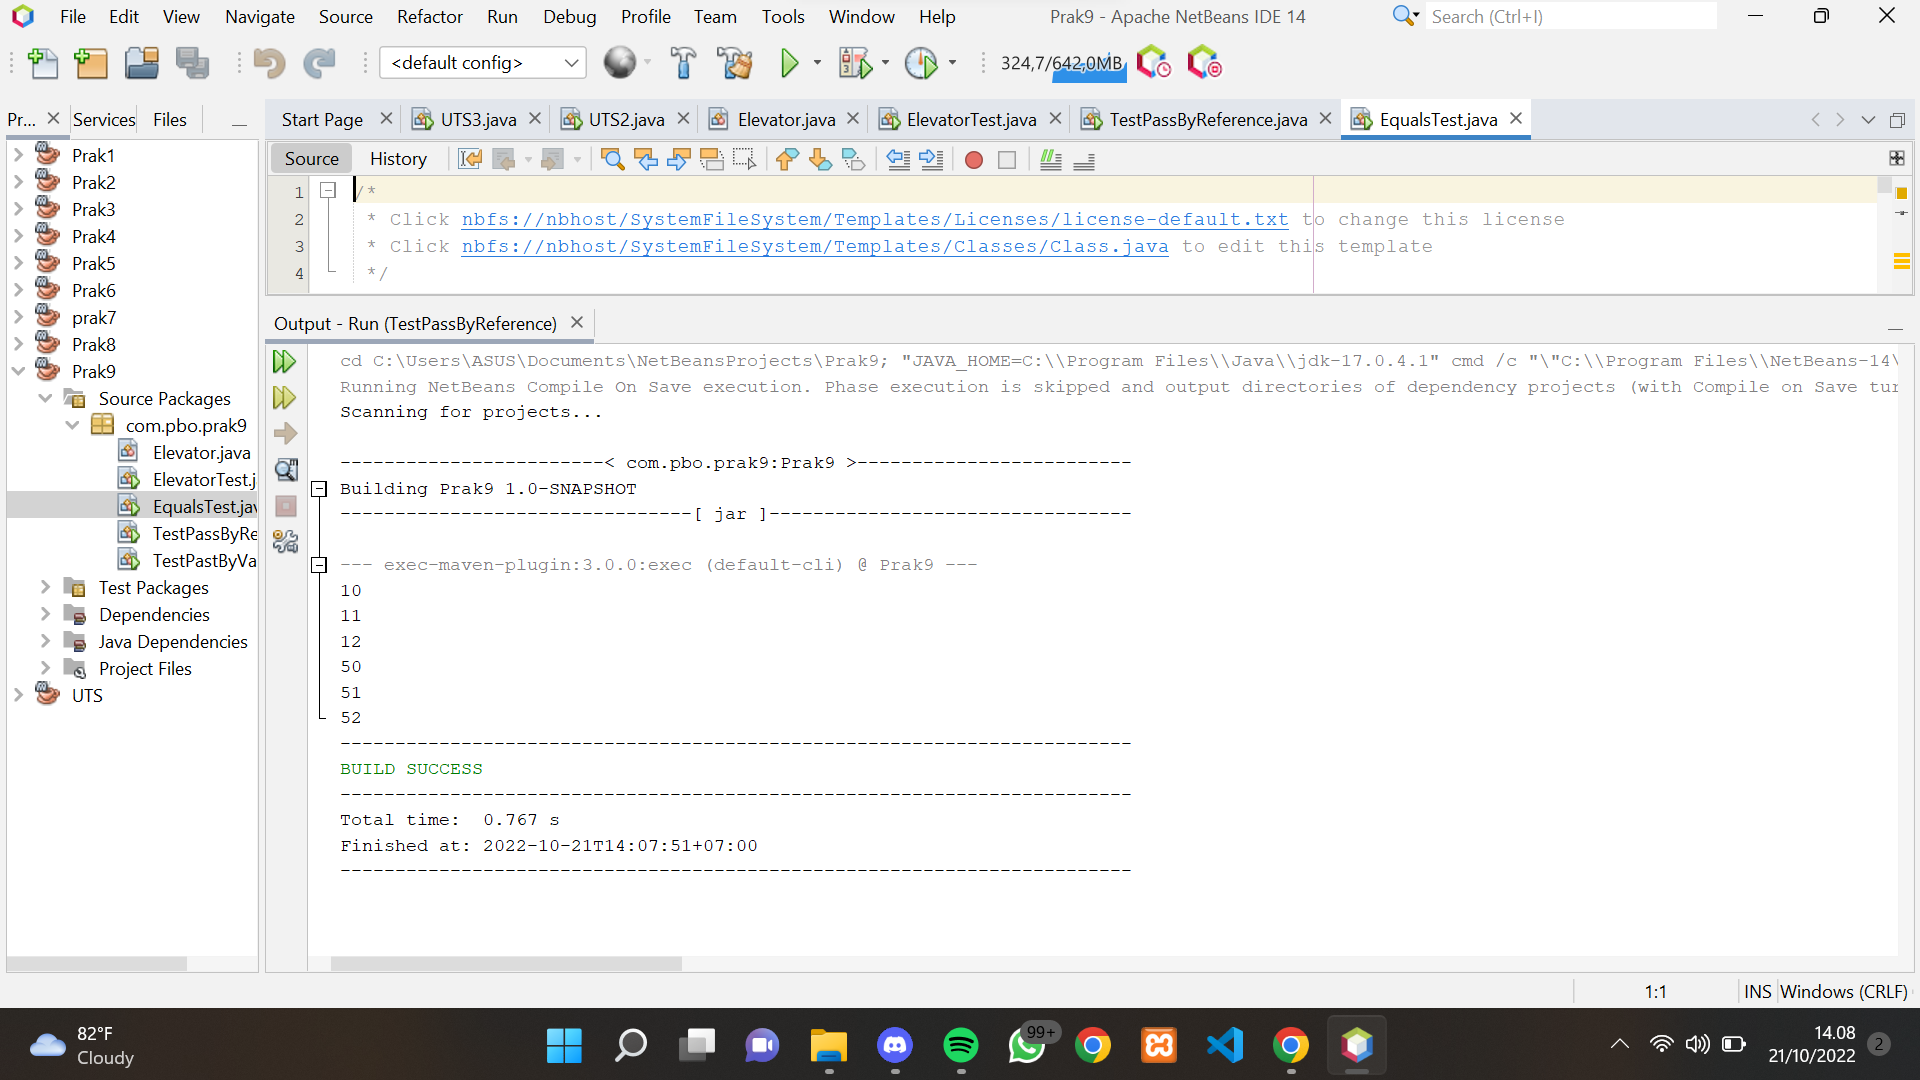 File Edit View Navigate Source Refactor Run Debug Profile Team Tools Window Help Prak9 - Apache NetBeans IDE 14 Search (Ctrl+I)
<default config> 324,7/642,0MB
Pr... Services Files Start Page UTS3.java UTS2.java Elevator.java ElevatorTest.java TestPassByReference.java EqualsTest.java
Source History
Prak1
Prak2
Prak3
Prak4
Prak5
Prak6
prak7
Prak8
Prak9
Source Packages
com.pbo.prak9
Elevator.java
ElevatorTest.j
EqualsTest.jav
TestPassByRe
TestPastByVa
Test Packages
Dependencies
Java Dependencies
Project Files
UTS
1 /*
2 * Click nbfs://nbhost/SystemFileSystem/Templates/Licenses/license-default.txt to change this license
3 * Click nbfs://nbhost/SystemFileSystem/Templates/Classes/Class.java to edit this template
4 */
Output - Run (TestPassByReference)
cd C:\Users\ASUS\Documents\NetBeansProjects\Prak9; "JAVA_HOME=C:\\Program Files\\Java\\jdk-17.0.4.1" cmd /c "\"C:\\Program Files\\NetBeans-14\
Running NetBeans Compile On Save execution. Phase execution is skipped and output directories of dependency projects (with Compile on Save tur
Scanning for projects...
------------------------< com.pbo.prak9:Prak9 >-------------------------
Building Prak9 1.0-SNAPSHOT
--------------------------------[ jar ]---------------------------------
--- exec-maven-plugin:3.0.0:exec (default-cli) @ Prak9 ---
10
11
12
50
51
52
------------------------------------------------------------------------
BUILD SUCCESS
------------------------------------------------------------------------
Total time:  0.767 s
Finished at: 2022-10-21T14:07:51+07:00
------------------------------------------------------------------------
1:1 INS Windows (CRLF)
82°F
Cloudy
99+
14.08
21/10/2022
2